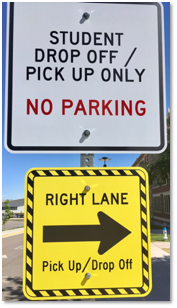 STUDENT
DROP OFF /
PICK UP ONLY
NO PARKING
RIGHT LANE
Pick Up/Drop Off